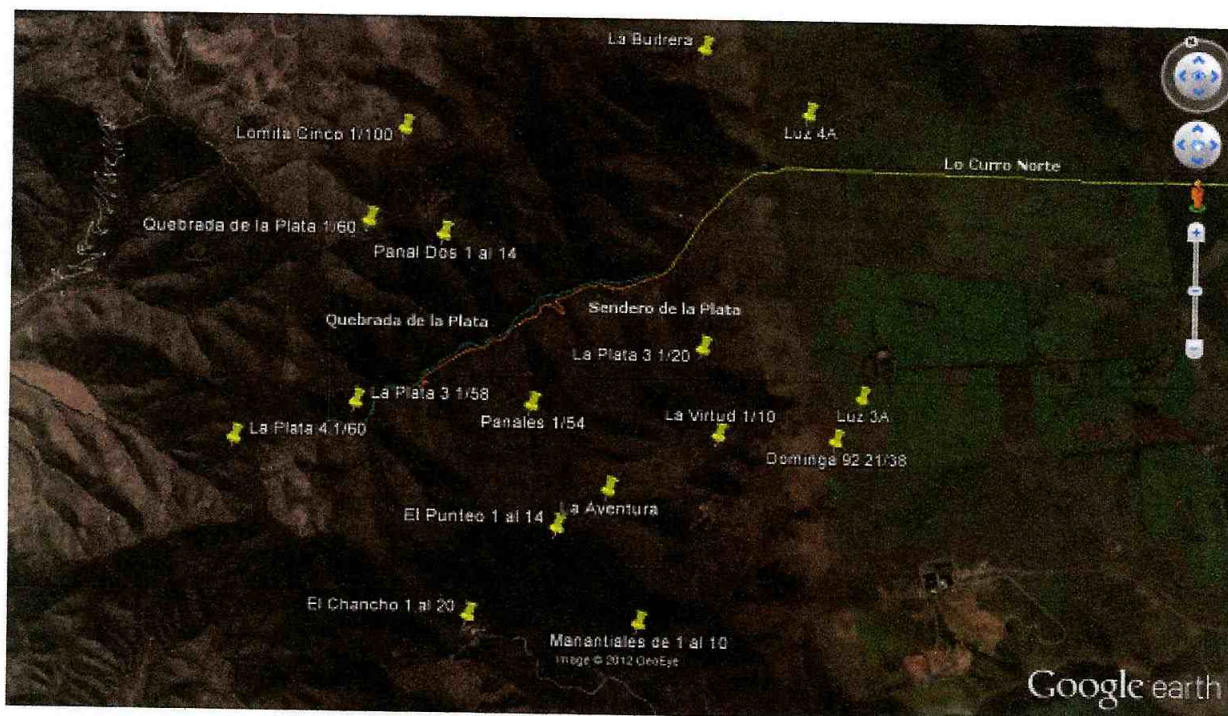 La Buitrera
Lomita Cinco 1/100
Luz 4A
Lo Curro Norte
Quebrada de la Plata 1/60
Panal Dos 1 al 14
Quebrada de la Plata
Sendero de la Plata
La Plata 3 1/20
La Plata 3 1/58
Panales 1/54
La Virtud 1/10
Luz 3A
La Plata 4 1/60
Dominga 92 21/38
El Punteo 1 al 14
La Aventura
El Chancho 1 al 20
Manantiales de 1 al 10
Image © 2012 GeoEye
Google earth
N